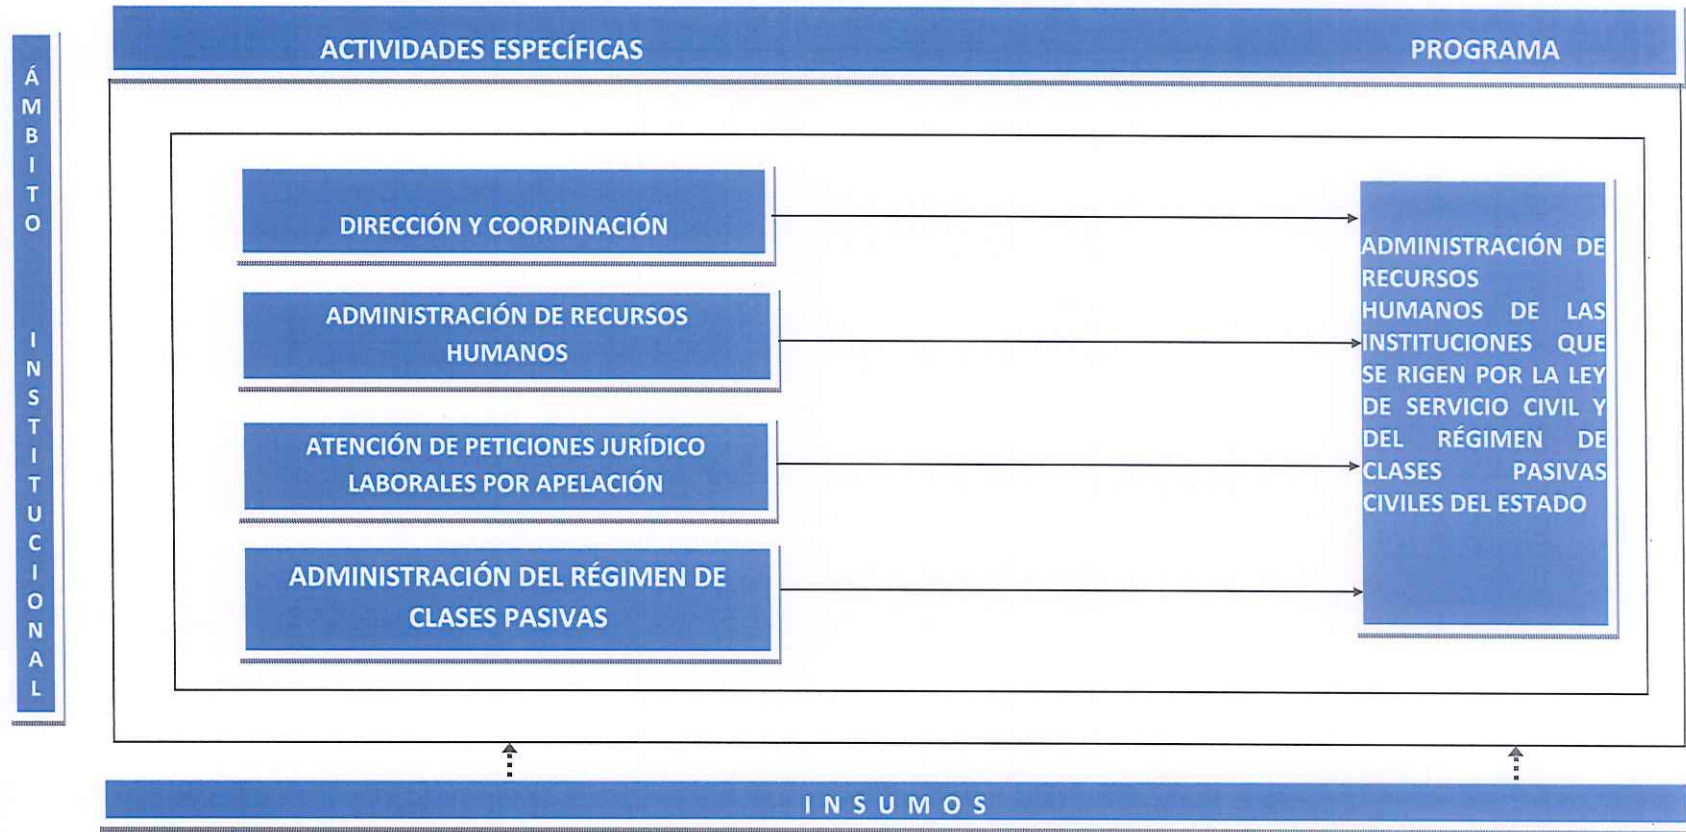 ACTIVIDADES ESPECÍFICAS
PROGRAMA
ÁMBITO INSTITUCIONAL
DIRECCIÓN Y COORDINACIÓN
ADMINISTRACIÓN DE RECURSOS
HUMANOS
ATENCIÓN DE PETICIONES JURÍDICO
LABORALES POR APELACIÓN
ADMINISTRACIÓN DEL RÉGIMEN DE
CLASES PASIVAS
ADMINISTRACIÓN DE
RECURSOS
HUMANOS DE LAS
INSTITUCIONES QUE
SE RIGEN POR LA LEY
DE SERVICIO CIVIL Y
DEL RÉGIMEN DE
CLASES PASIVAS
CIVILES DEL ESTADO
INSUMOS